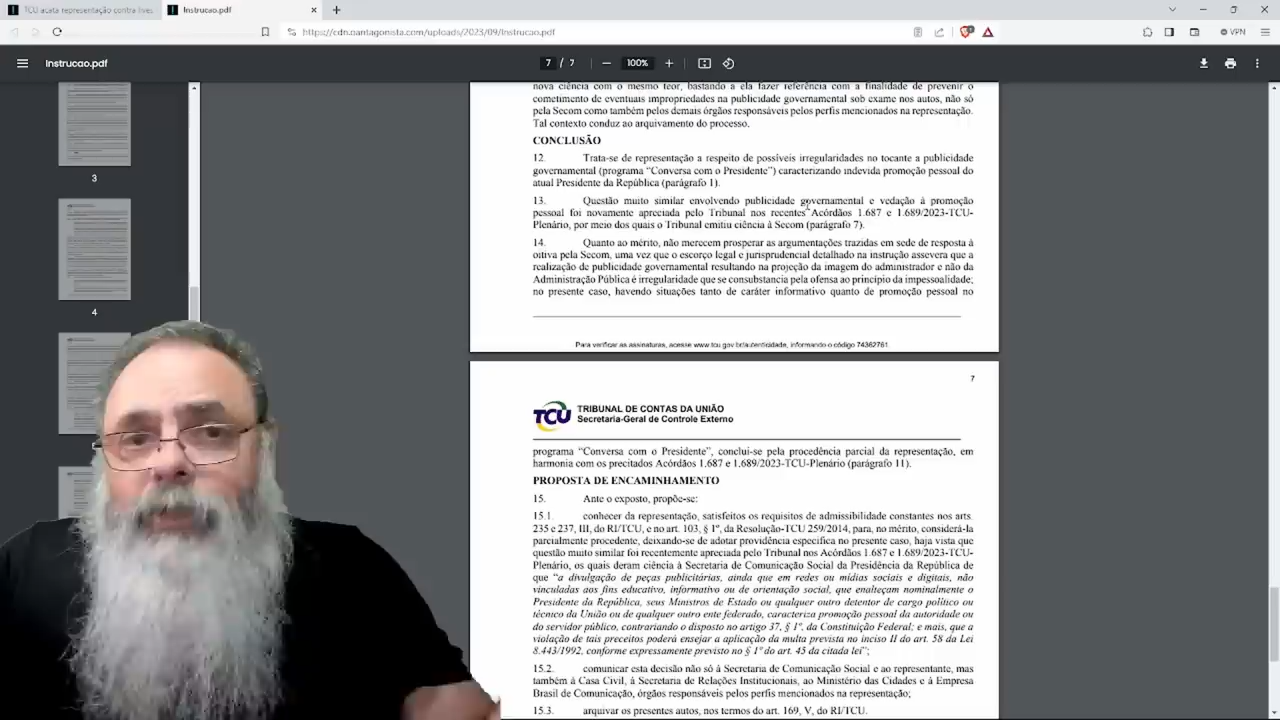 TCU acata representação contra lives
Instrucao.pdf
https://cdn.oantagonista.com/uploads/2023/09/Instrucao.pdf
VPN
Instrucao.pdf
7 / 7
100%
3
4
nova ciência com o mesmo teor, bastando a ela fazer referência com a finalidade de prevenir o
cometimento de eventuais impropriedades na publicidade governamental sob exame nos autos, não só
pela Secom como também pelos demais órgãos responsáveis pelos perfis mencionados na representação.
Tal contexto conduz ao arquivamento do processo.
CONCLUSÃO
12. Trata-se de representação a respeito de possíveis irregularidades no tocante a publicidade
governamental (programa “Conversa com o Presidente”) caracterizando indevida promoção pessoal do
atual Presidente da República (parágrafo 1).
13. Questão muito similar envolvendo publicidade governamental e vedação à promoção
pessoal foi novamente apreciada pelo Tribunal nos recentes Acórdãos 1.687 e 1.689/2023-TCU-
Plenário, por meio dos quais o Tribunal emitiu ciência à Secom (parágrafo 7).
14. Quanto ao mérito, não merecem prosperar as argumentações trazidas em sede de resposta à
oitiva pela Secom, uma vez que o escorço legal e jurisprudencial detalhado na instrução assevera que a
realização de publicidade governamental resultando na projeção da imagem do administrador e não da
Administração Pública é irregularidade que se consubstancia pela ofensa ao princípio da impessoalidade;
no presente caso, havendo situações tanto de caráter informativo quanto de promoção pessoal no
Para verificar as assinaturas, acesse www.tcu.gov.br/autenticidade, informando o código 74362761.
7
TCU
TRIBUNAL DE CONTAS DA UNIÃO
Secretaria-Geral de Controle Externo
programa “Conversa com o Presidente”, conclui-se pela procedência parcial da representação, em
harmonia com os precitados Acórdãos 1.687 e 1.689/2023-TCU-Plenário (parágrafo 11).
PROPOSTA DE ENCAMINHAMENTO
15. Ante o exposto, propõe-se:
15.1. conhecer da representação, satisfeitos os requisitos de admissibilidade constantes nos arts.
235 e 237, III, do RI/TCU, e no art. 103, § 1º, da Resolução-TCU 259/2014, para, no mérito, considerá-la
parcialmente procedente, deixando-se de adotar providência específica no presente caso, haja vista que
questão muito similar foi recentemente apreciada pelo Tribunal nos Acórdãos 1.687 e 1.689/2023-TCU-
Plenário, os quais deram ciência à Secretaria de Comunicação Social da Presidência da República de
que “a divulgação de peças publicitárias, ainda que em redes ou mídias sociais e digitais, não
vinculadas aos fins educativo, informativo ou de orientação social, que enalteçam nominalmente o
Presidente da República, seus Ministros de Estado ou qualquer outro detentor de cargo político ou
técnico da União ou de qualquer outro ente federado, caracteriza promoção pessoal da autoridade ou
do servidor público, contrariando o disposto no artigo 37, § 1º, da Constituição Federal; e mais, que a
violação de tais preceitos poderá ensejar a aplicação da multa prevista no inciso II do art. 58 da Lei
8.443/1992, conforme expressamente previsto no § 1º do art. 45 da citada lei”;
15.2. comunicar esta decisão não só à Secretaria de Comunicação Social e ao representante, mas
também à Casa Civil, à Secretaria de Relações Institucionais, ao Ministério das Cidades e à Empresa
Brasil de Comunicação, órgãos responsáveis pelos perfis mencionados na representação;
15.3. arquivar os presentes autos, nos termos do art. 169, V, do RI/TCU.